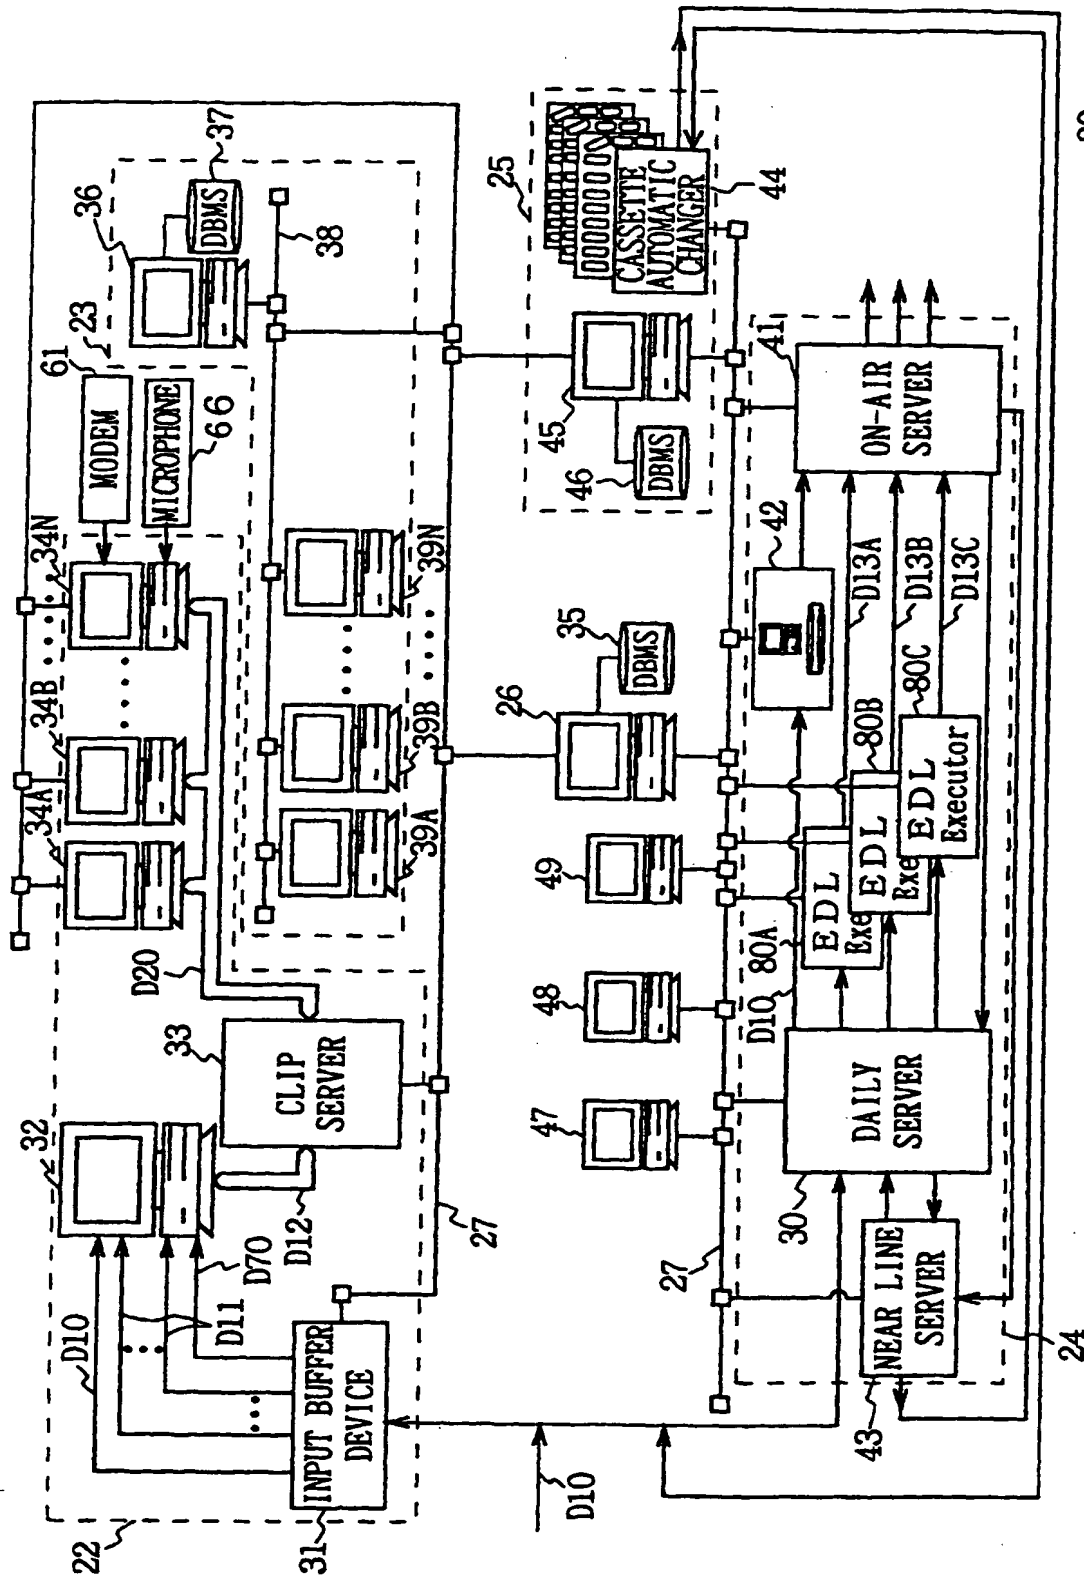 22
31
INPUT BUFFER
DEVICE
D10
D11
D70
32
D12
33
CLIP
SERVER
D20
34A
34B
34N
61
MODEM
MICROPHONE
66
23
36
DBMS
37
38
39A
39B
39N
27
D10
47
48
49
26
DBMS
35
45
46
DBMS
25
CASSETTE
AUTOMATIC
CHANGER
44
27
30
DAILY
SERVER
43
NEAR LINE
SERVER
24
D10
80A
EDL
Exe
80B
EDL
Exe
80C
EDL
Executor
42
D13A
D13B
D13C
41
ON-AIR
SERVER